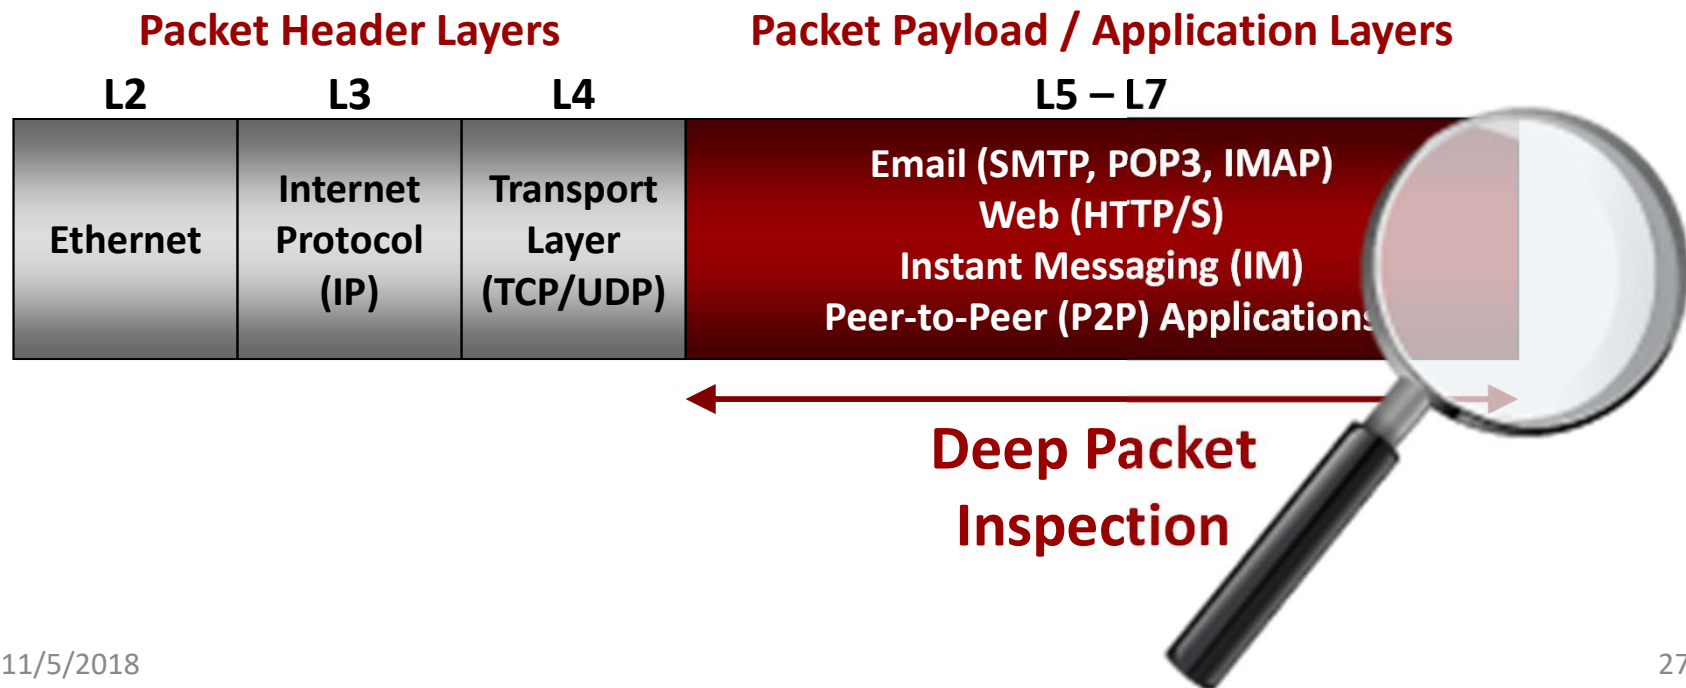 Packet Header Layers
Packet Payload / Application Layers
L2
L3
L4
L5 – L7
Ethernet
Internet
Protocol
(IP)
Transport
Layer
(TCP/UDP)
Email (SMTP, POP3, IMAP)
Web (HTTP/S)
Instant Messaging (IM)
Peer-to-Peer (P2P) Applications
Deep Packet
Inspection
11/5/2018
27